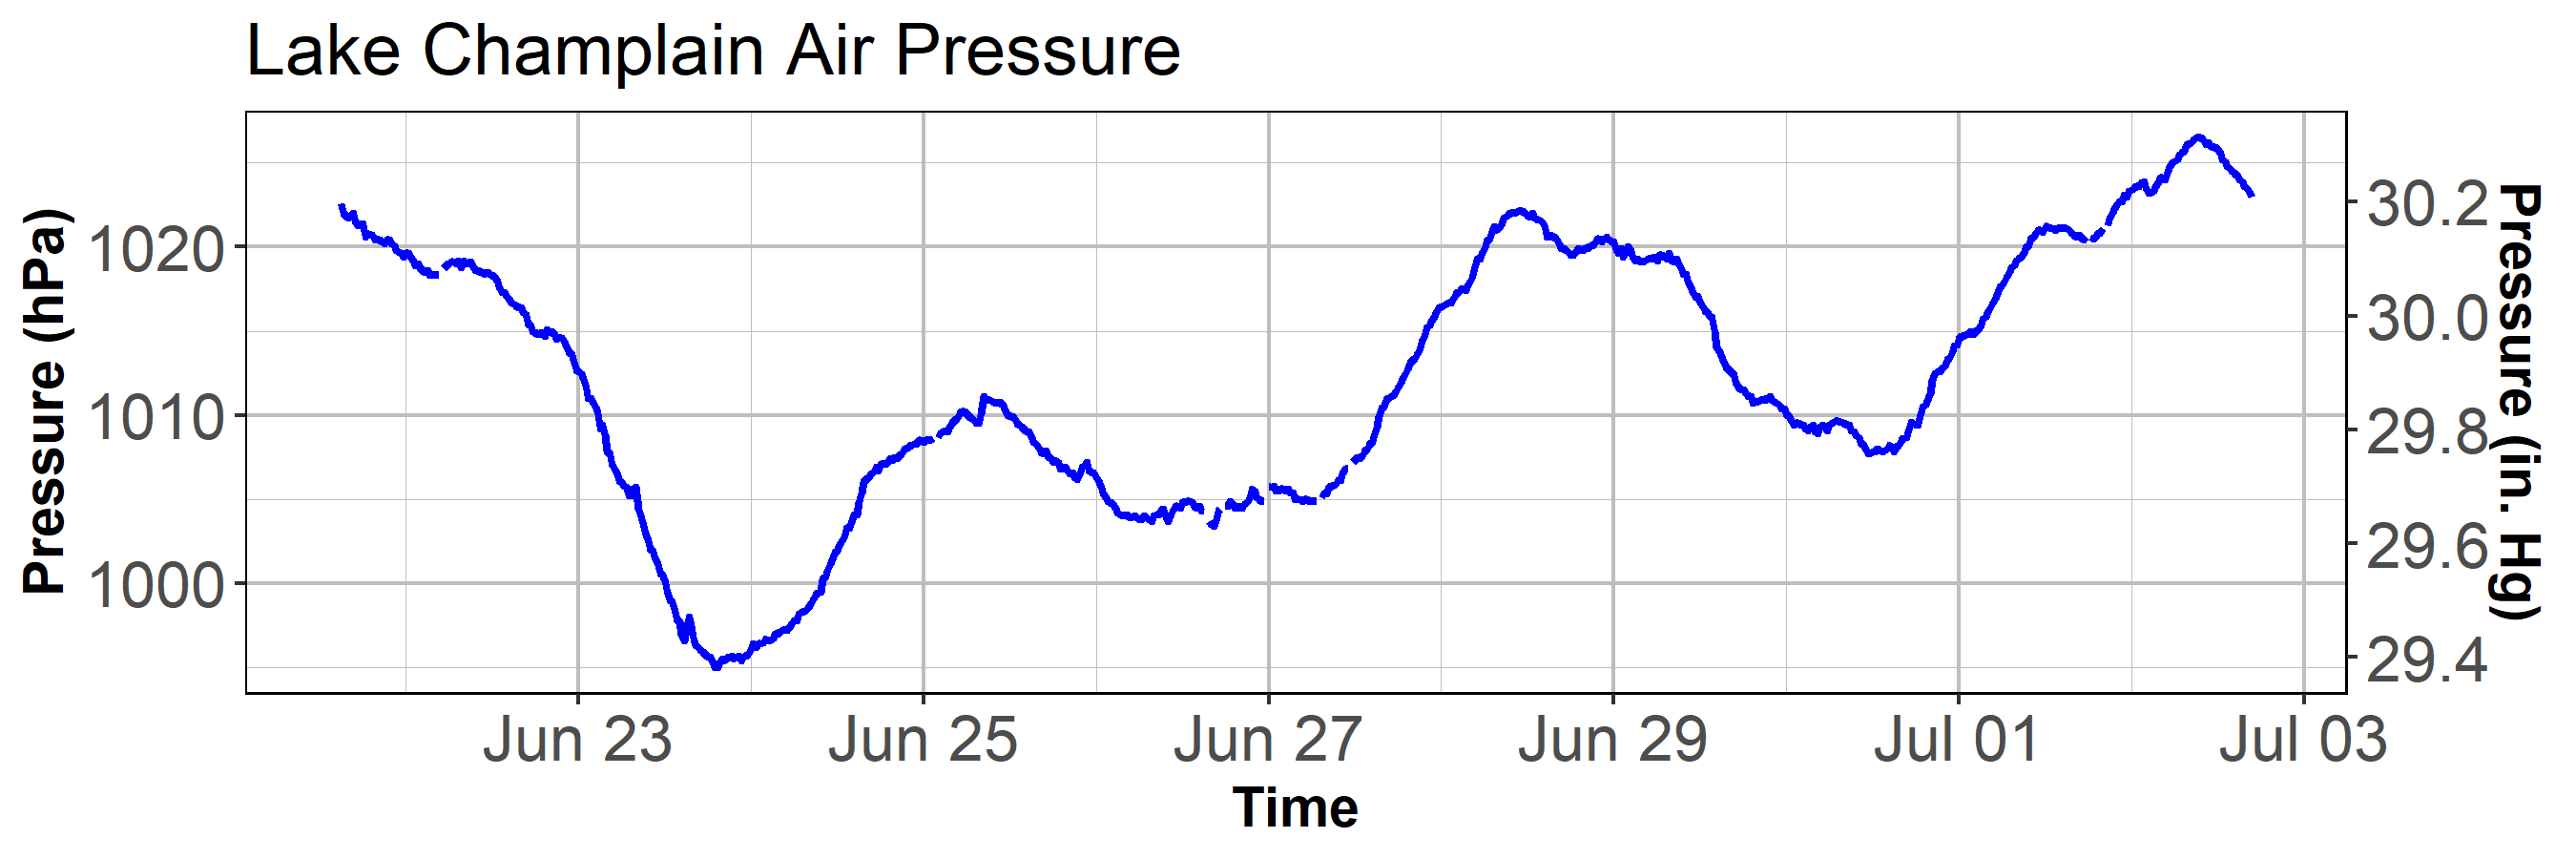 Lake Champlain Air Pressure
Pressure (hPa)
1020
1010
1000
30.2
30.0
29.8
29.6
29.4
Pressure (in. Hg)
Jun 23
Jun 25
Jun 27
Jun 29
Jul 01
Jul 03
Time